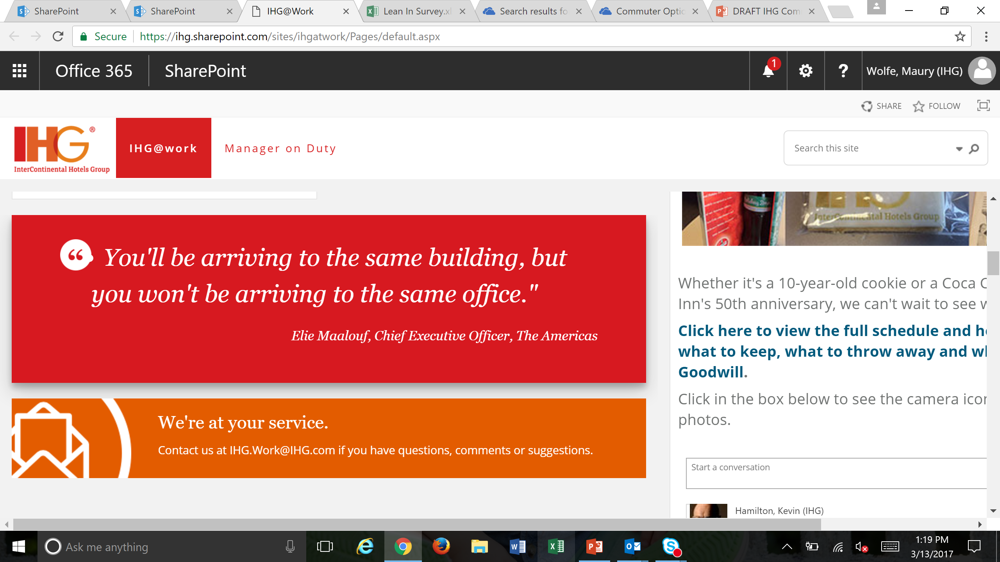 SharePoint
SharePoint
IHG@Work
Lean In Survey.xl
Search results fo
Commuter Optio
DRAFT IHG Com
Secure
https://ihg.sharepoint.com/sites/ihgatwork/Pages/default.aspx
Office 365
SharePoint
1
?
Wolfe, Maury (IHG)
SHARE
FOLLOW
IHG®
InterContinental Hotels Group
IHG@work
Manager on Duty
Search this site
InterContinental Hotels Group
“ You'll be arriving to the same building, but
you won't be arriving to the same office."
Elie Maalouf, Chief Executive Officer, The Americas
We're at your service.
Contact us at IHG.Work@IHG.com if you have questions, comments or suggestions.
Whether it's a 10-year-old cookie or a Coca C
Inn's 50th anniversary, we can't wait to see w
Click here to view the full schedule and h
what to keep, what to throw away and wh
Goodwill.
Click in the box below to see the camera icon
photos.
Start a conversation
Hamilton, Kevin (IHG)
Ask me anything
1:19 PM
3/13/2017